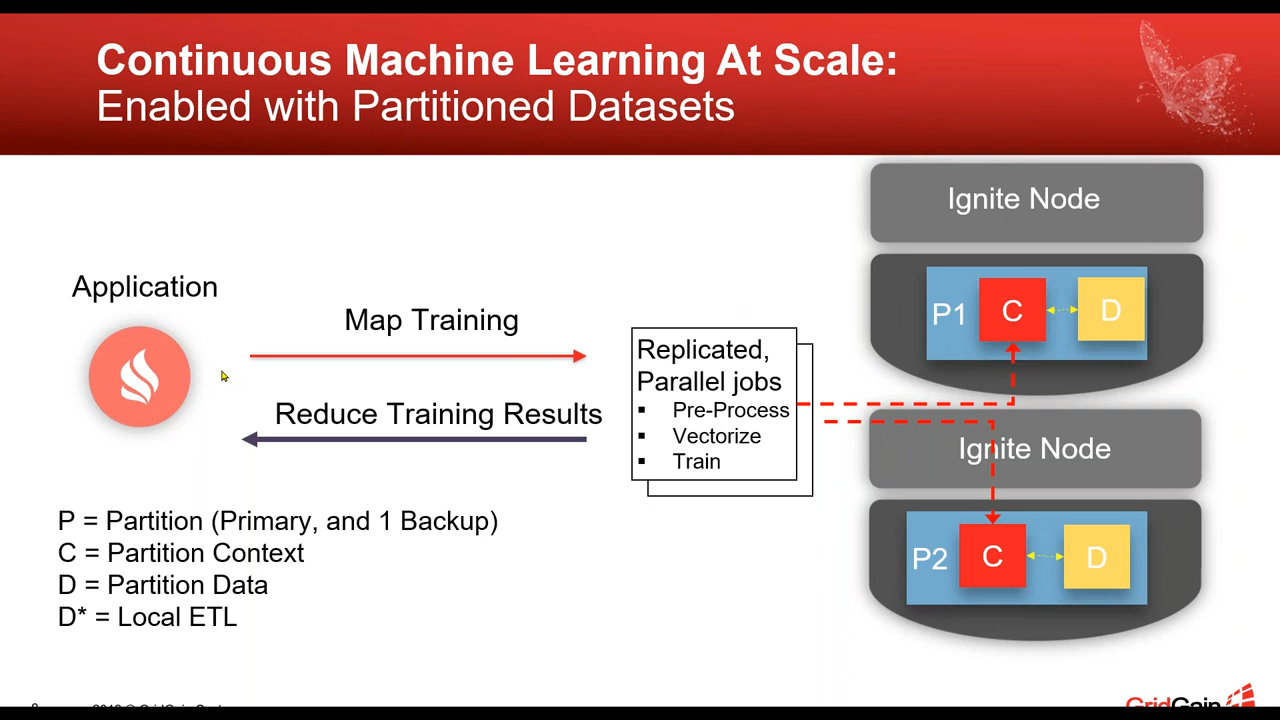 Continuous Machine Learning At Scale:
Enabled with Partitioned Datasets
Ignite Node
P1
C
D
Application
Map Training
Reduce Training Results
Replicated,
Parallel jobs
▪ Pre-Process
▪ Vectorize
▪ Train
Ignite Node
P2
C
D
P = Partition (Primary, and 1 Backup)
C = Partition Context
D = Partition Data
D* = Local ETL
GridGain